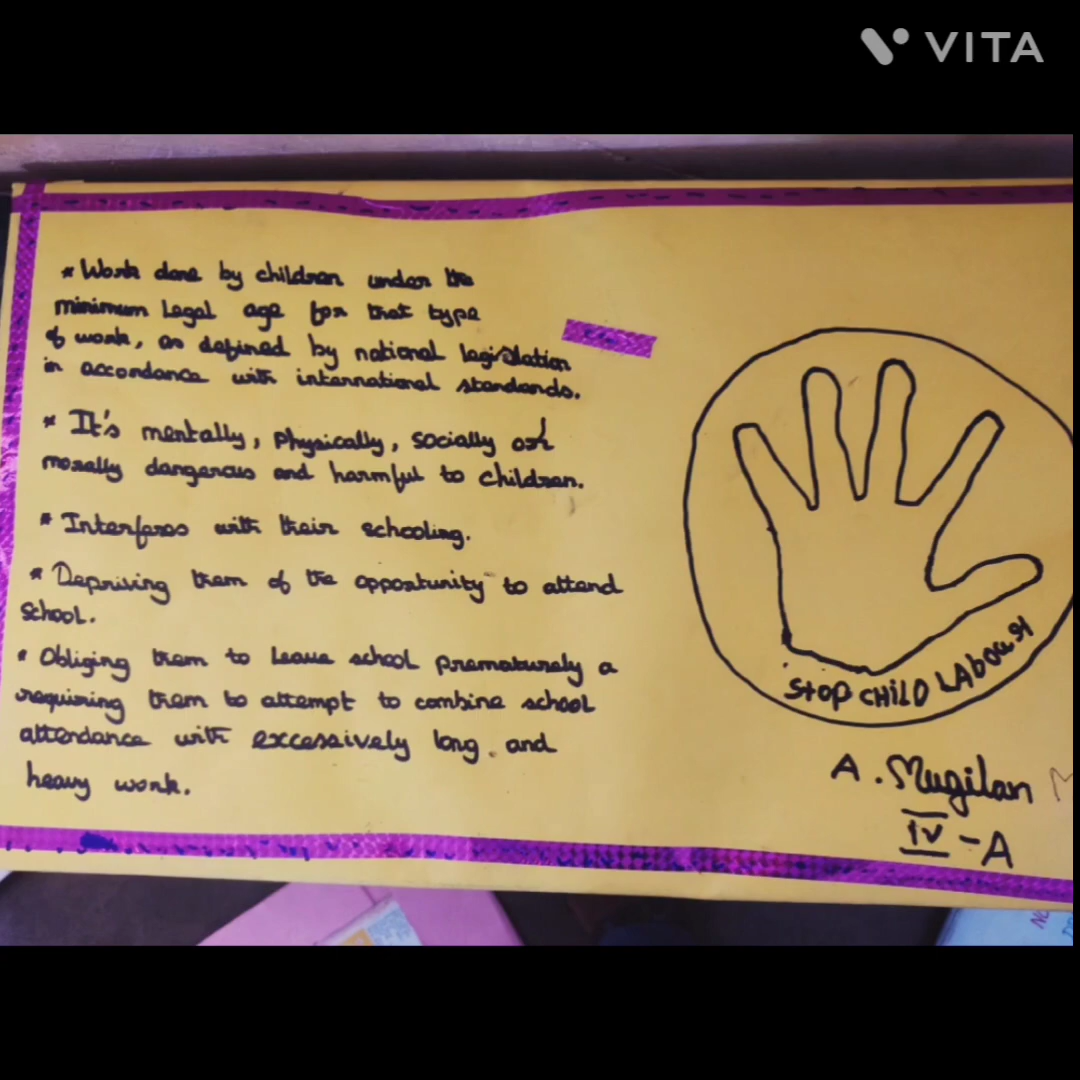 VITA
* Work done by children under the
minimum legal age for that type
of work, as defined by national legislation
in accordance with international standards.
* It's mentally, physically, socially or
morally dangerous and harmful to children.
* Interferes with their schooling.
* Depriving them of the opportunity to attend
school.
* Obliging them to leave school prematurely a
requiring them to attempt to combine school
attendance with excessively long and
heavy work.
STOP CHILD LABOUR
A. Mugilan
IV - A